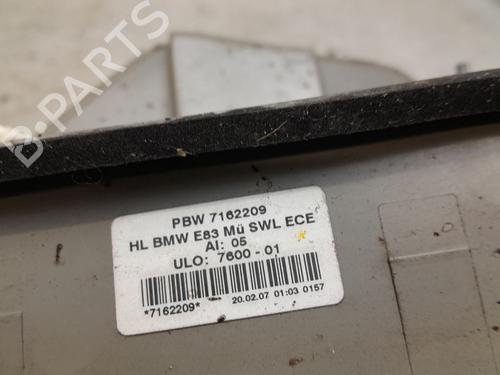 PBW 7162209
HL BMW E83 Mü SWL ECE
AI: 05
ULO: 7600 - 01
*7162209*
20.02.07 01:03 0157